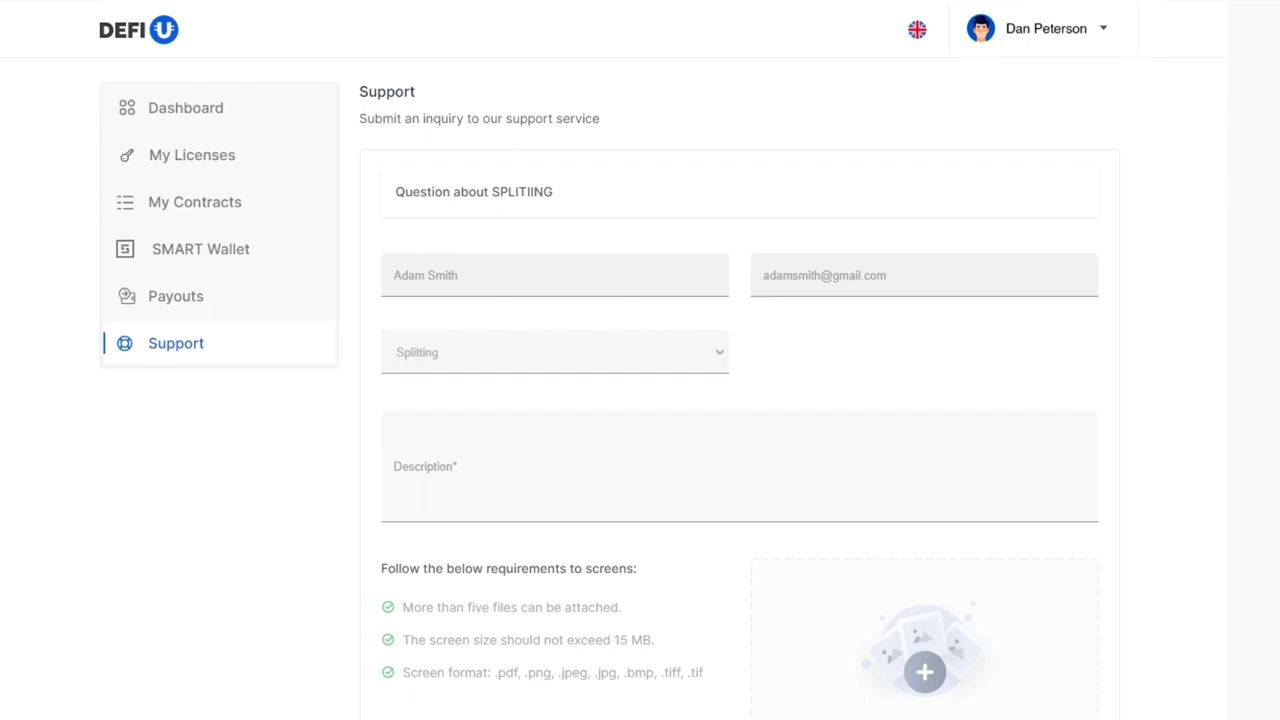 DEFI U
Dan Peterson
Dashboard
My Licenses
My Contracts
SMART Wallet
Payouts
Support
Support
Submit an inquiry to our support service
Question about SPLITIING
Adam Smith
adamsmith@gmail.com
Splitting
Description*
Follow the below requirements to screens:
More than five files can be attached.
The screen size should not exceed 15 MB.
Screen format: .pdf, .png, .jpeg, .jpg, .bmp, .tiff, .tif